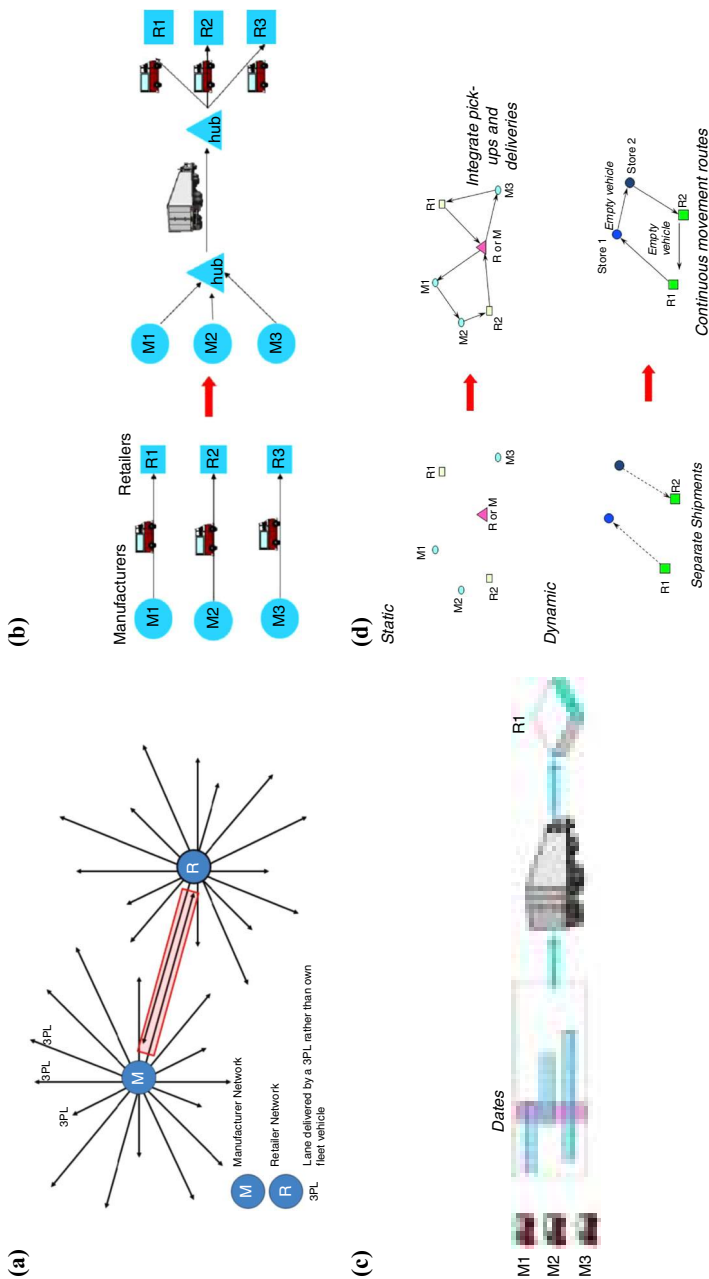 (a)
3PL
3PL
3PL
M
R
M
Manufacturer Network
R
Retailer Network
3PL
Lane delivered by a 3PL rather than own
fleet vehicle
(b)
Manufacturers
Retailers
M1
R1
M2
R2
M3
R3
M1
M2
M3
hub
hub
R1
R2
R3
(c)
Dates
M1
M2
M3
R1
(d)
Static
M1
M2
R2
R or M
R1
M3
M1
M2
R2
R or M
R1
M3
Integrate pick-
ups and
deliveries
Dynamic
R1
R2
Separate Shipments
Store 1
Empty vehicle
Store 2
R1
Empty
vehicle
R2
Continuous movement routes